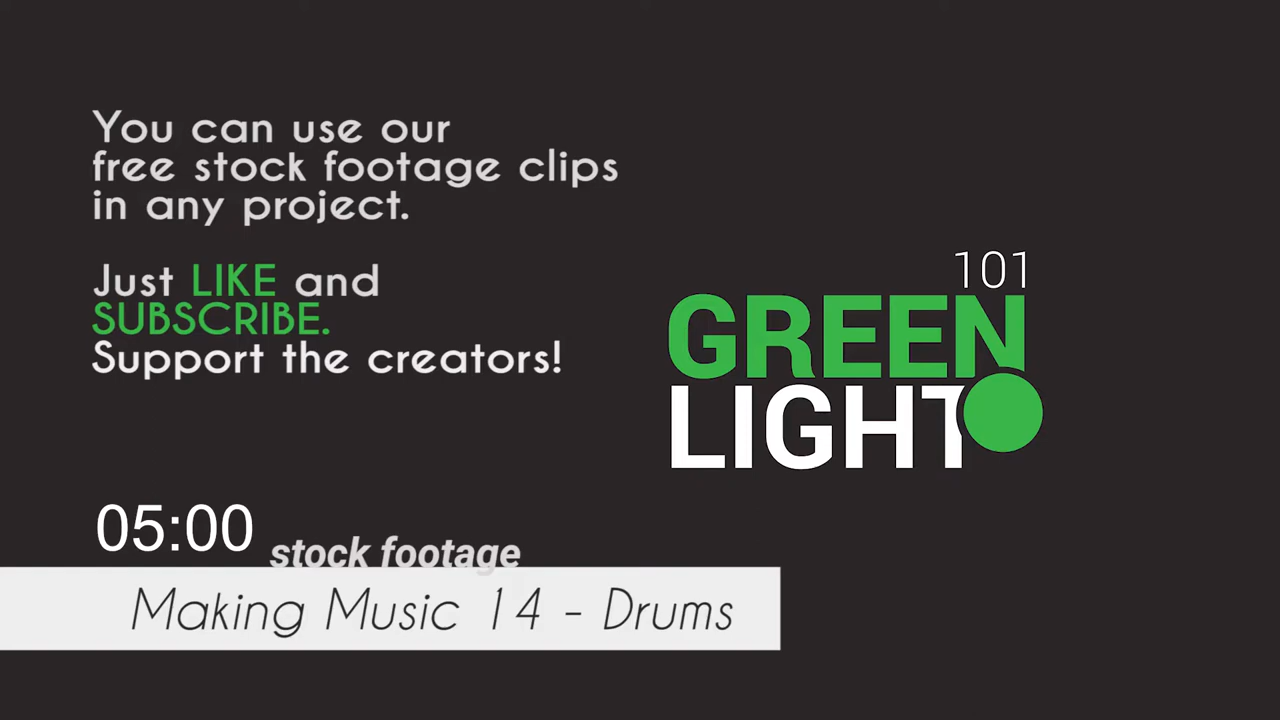 You can use our
free stock footage clips
in any project.
Just LIKE and
SUBSCRIBE.
Support the creators!
101
GREEN
LIGHT
05:00
stock footage
Making Music 14 - Drums